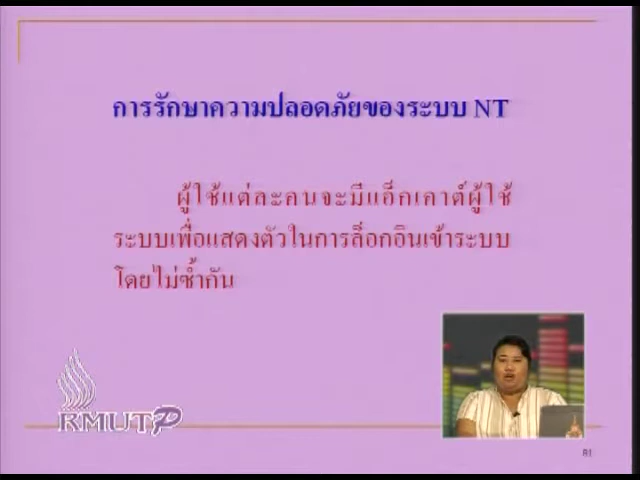 การรักษาความปลอดภัยของระบบ NT
ผู้ใช้แต่ละคนจะมีแอ็กเคาต์ผู้ใช้
ระบบเพื่อแสดงตัวในการล็อกอินเข้าระบบ
โดยไม่ซ้ำกัน
RMUTP
81